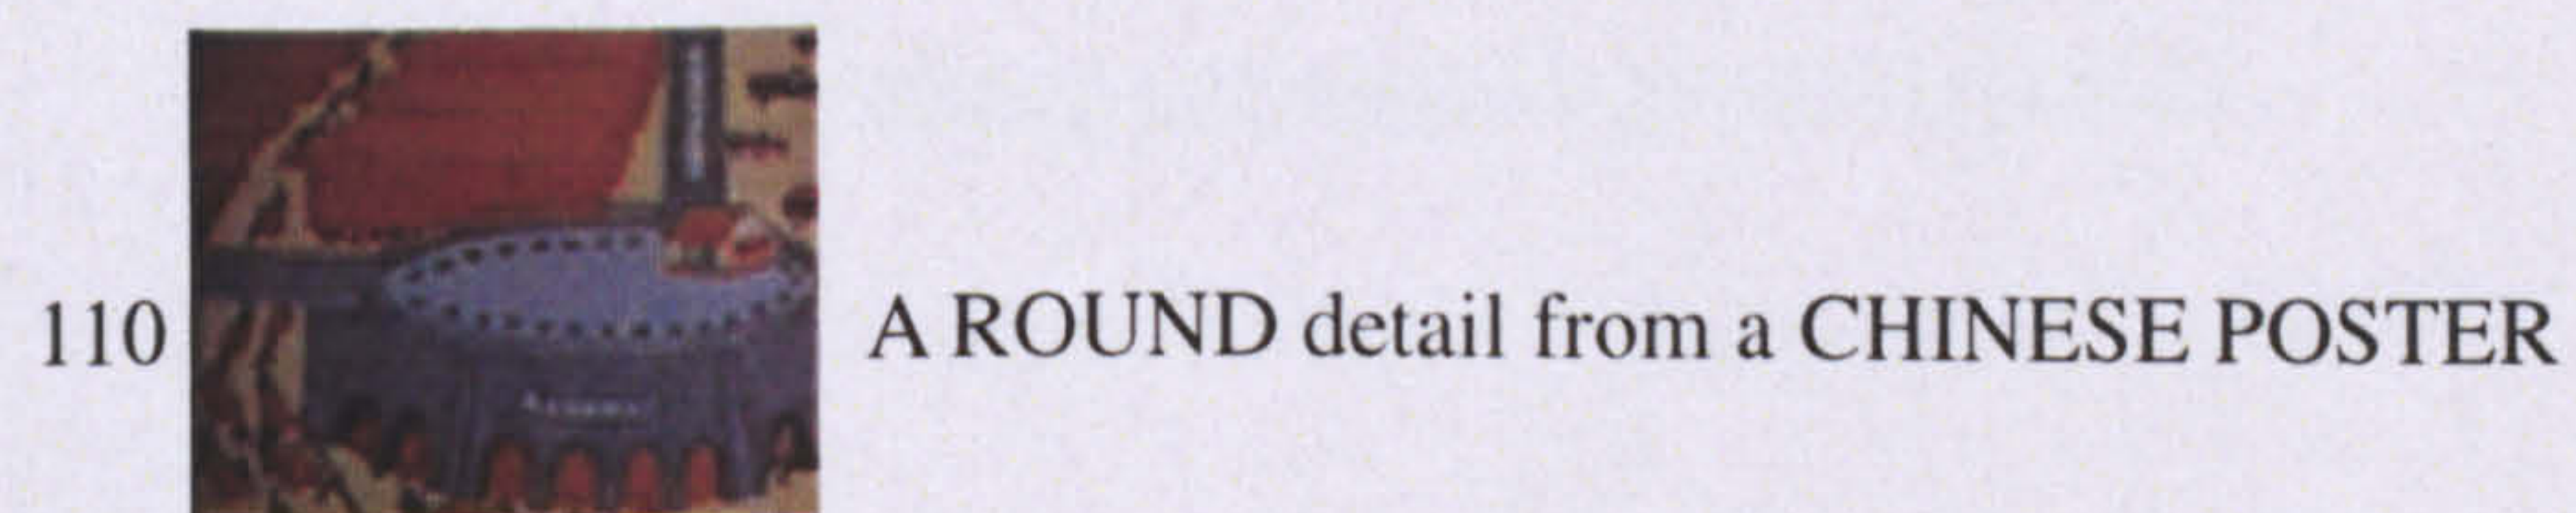 110 A ROUND detail from a CHINESE POSTER